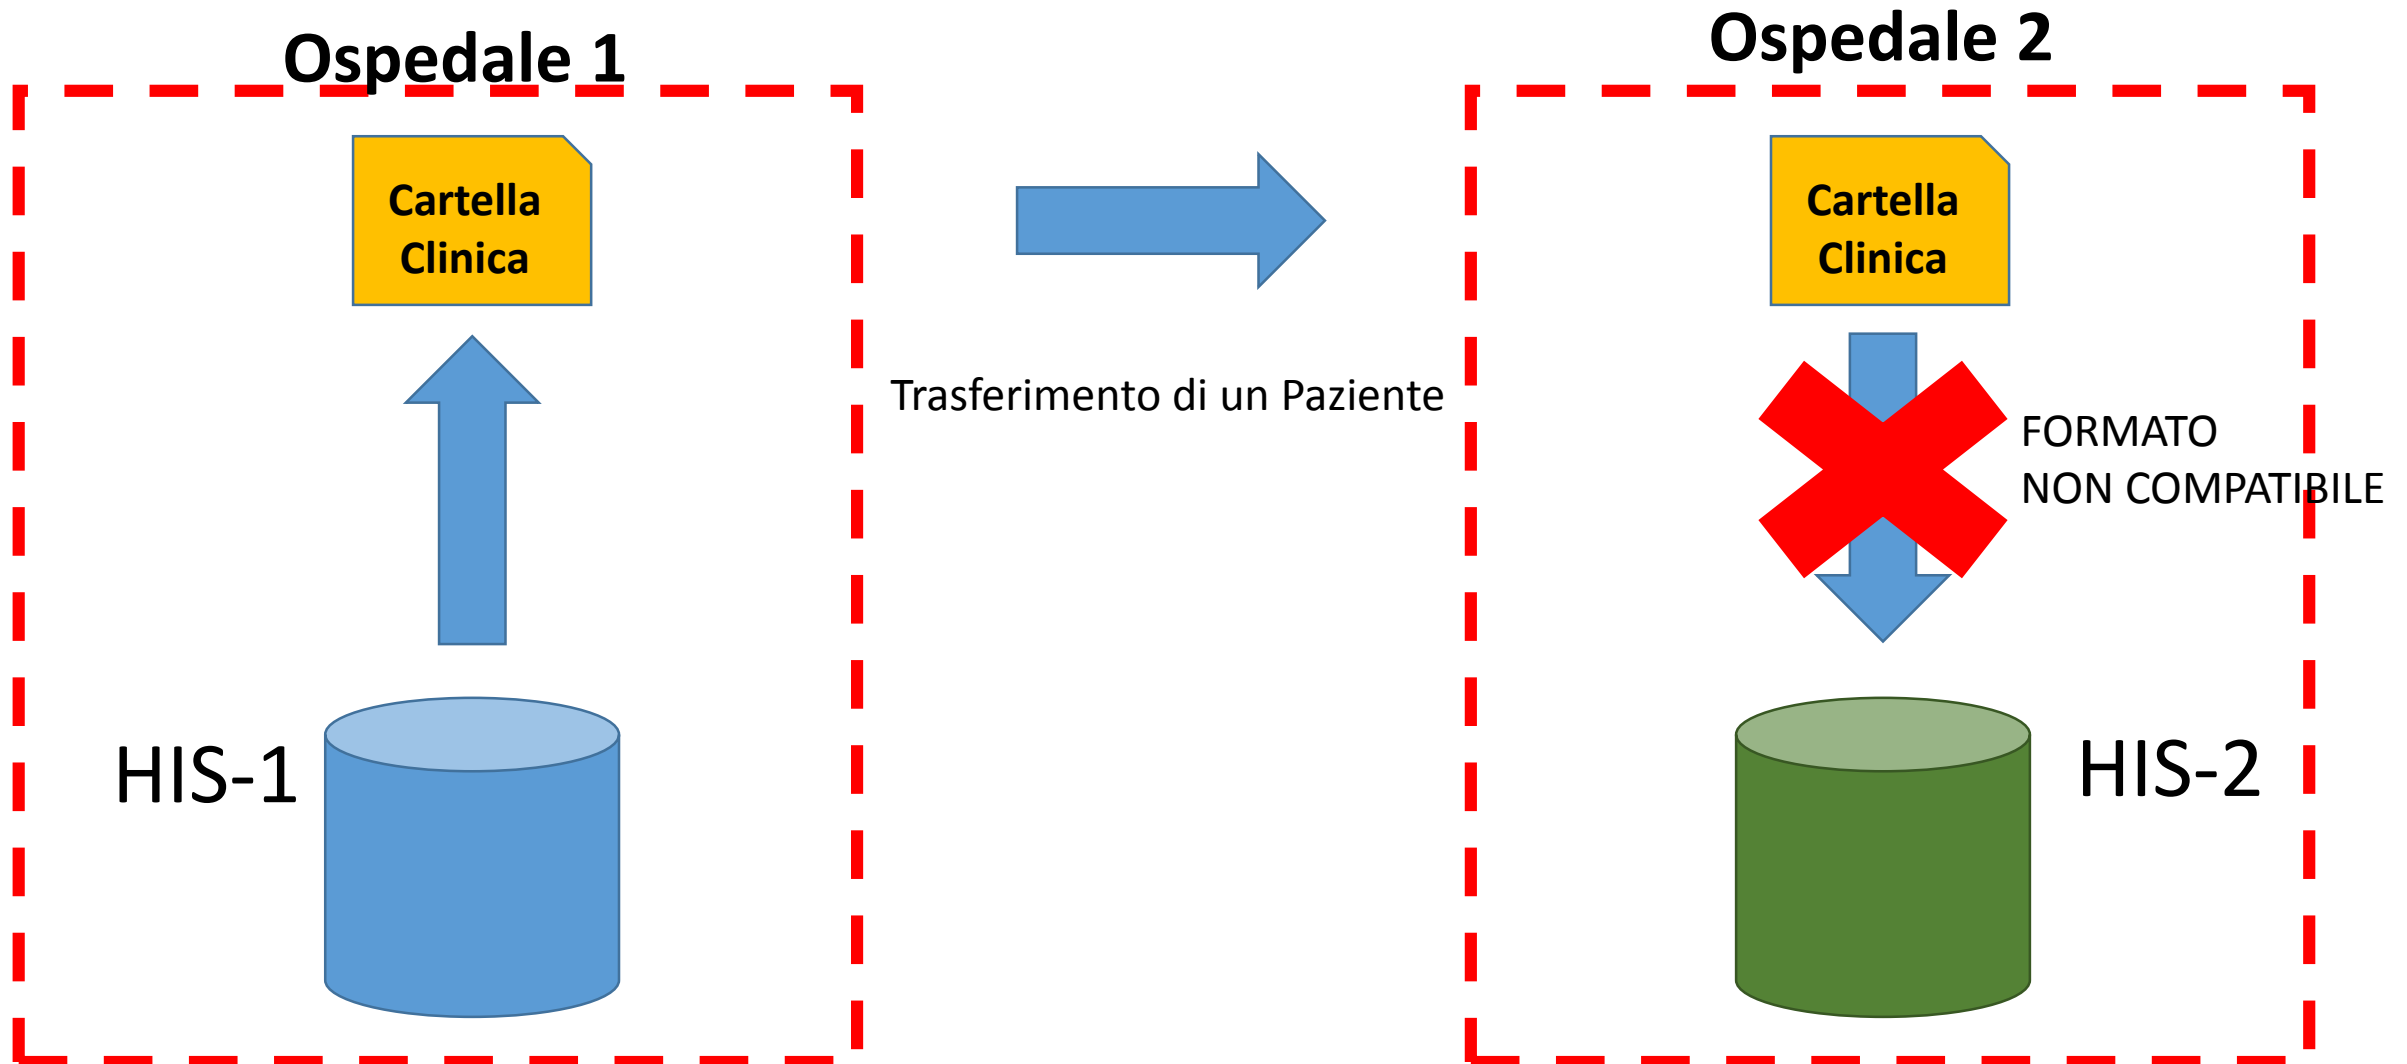 Ospedale 1
Cartella
Clinica
HIS-1
Trasferimento di un Paziente
Ospedale 2
Cartella
Clinica
FORMATO
NON COMPATIBILE
HIS-2